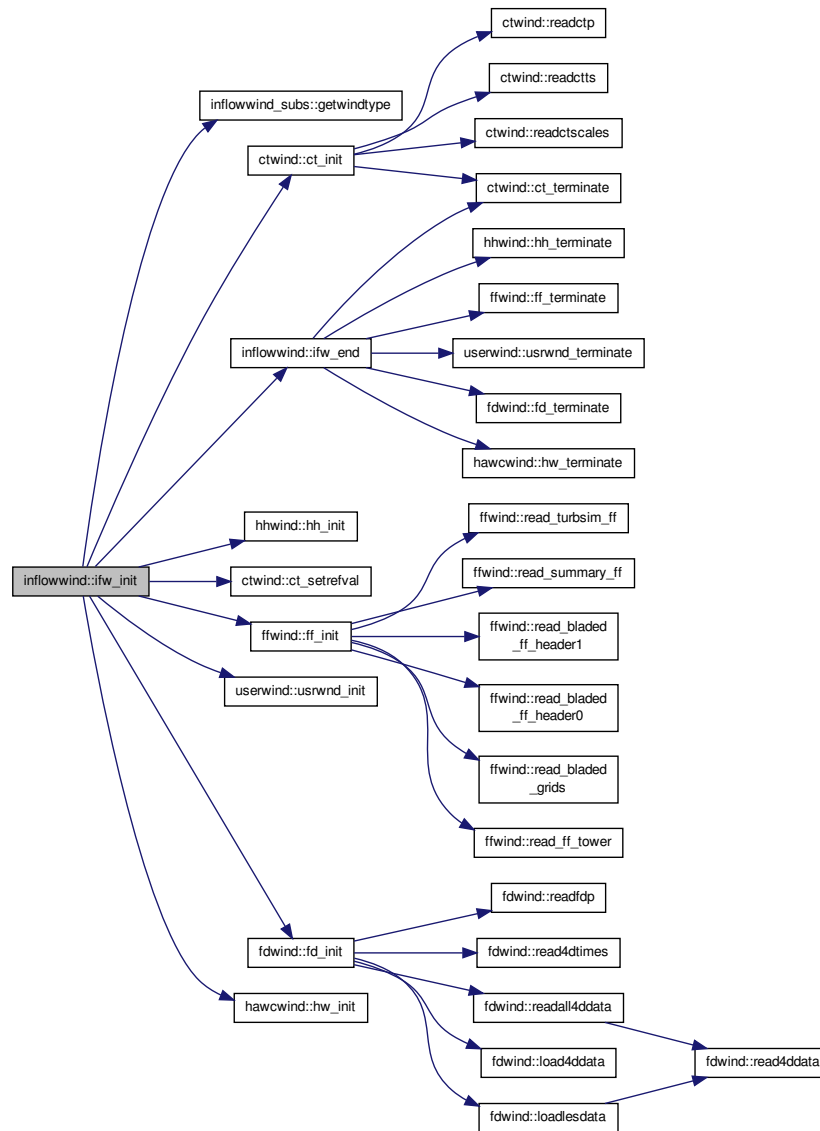 ctwind::readctp
ctwind::readctts
inflowwind_subs::getwindtype
ctwind::readctscales
ctwind::ct_init
ctwind::ct_terminate
hhwind::hh_terminate
ffwind::ff_terminate
inflowwind::ifw_end
userwind::usrwnd_terminate
fdwind::fd_terminate
hawcwind::hw_terminate
ffwind::read_turbsim_ff
hhwind::hh_init
ffwind::read_summary_ff
inflowwind::ifw_init
ctwind::ct_setrefval
ffwind::ff_init
ffwind::read_bladed
_ff_header1
userwind::usrwnd_init
ffwind::read_bladed
_ff_header0
ffwind::read_bladed
_grids
ffwind::read_ff_tower
fdwind::readfdp
fdwind::fd_init
fdwind::read4dtimes
hawcwind::hw_init
fdwind::readall4ddata
fdwind::load4ddata
fdwind::read4ddata
fdwind::loadlesdata